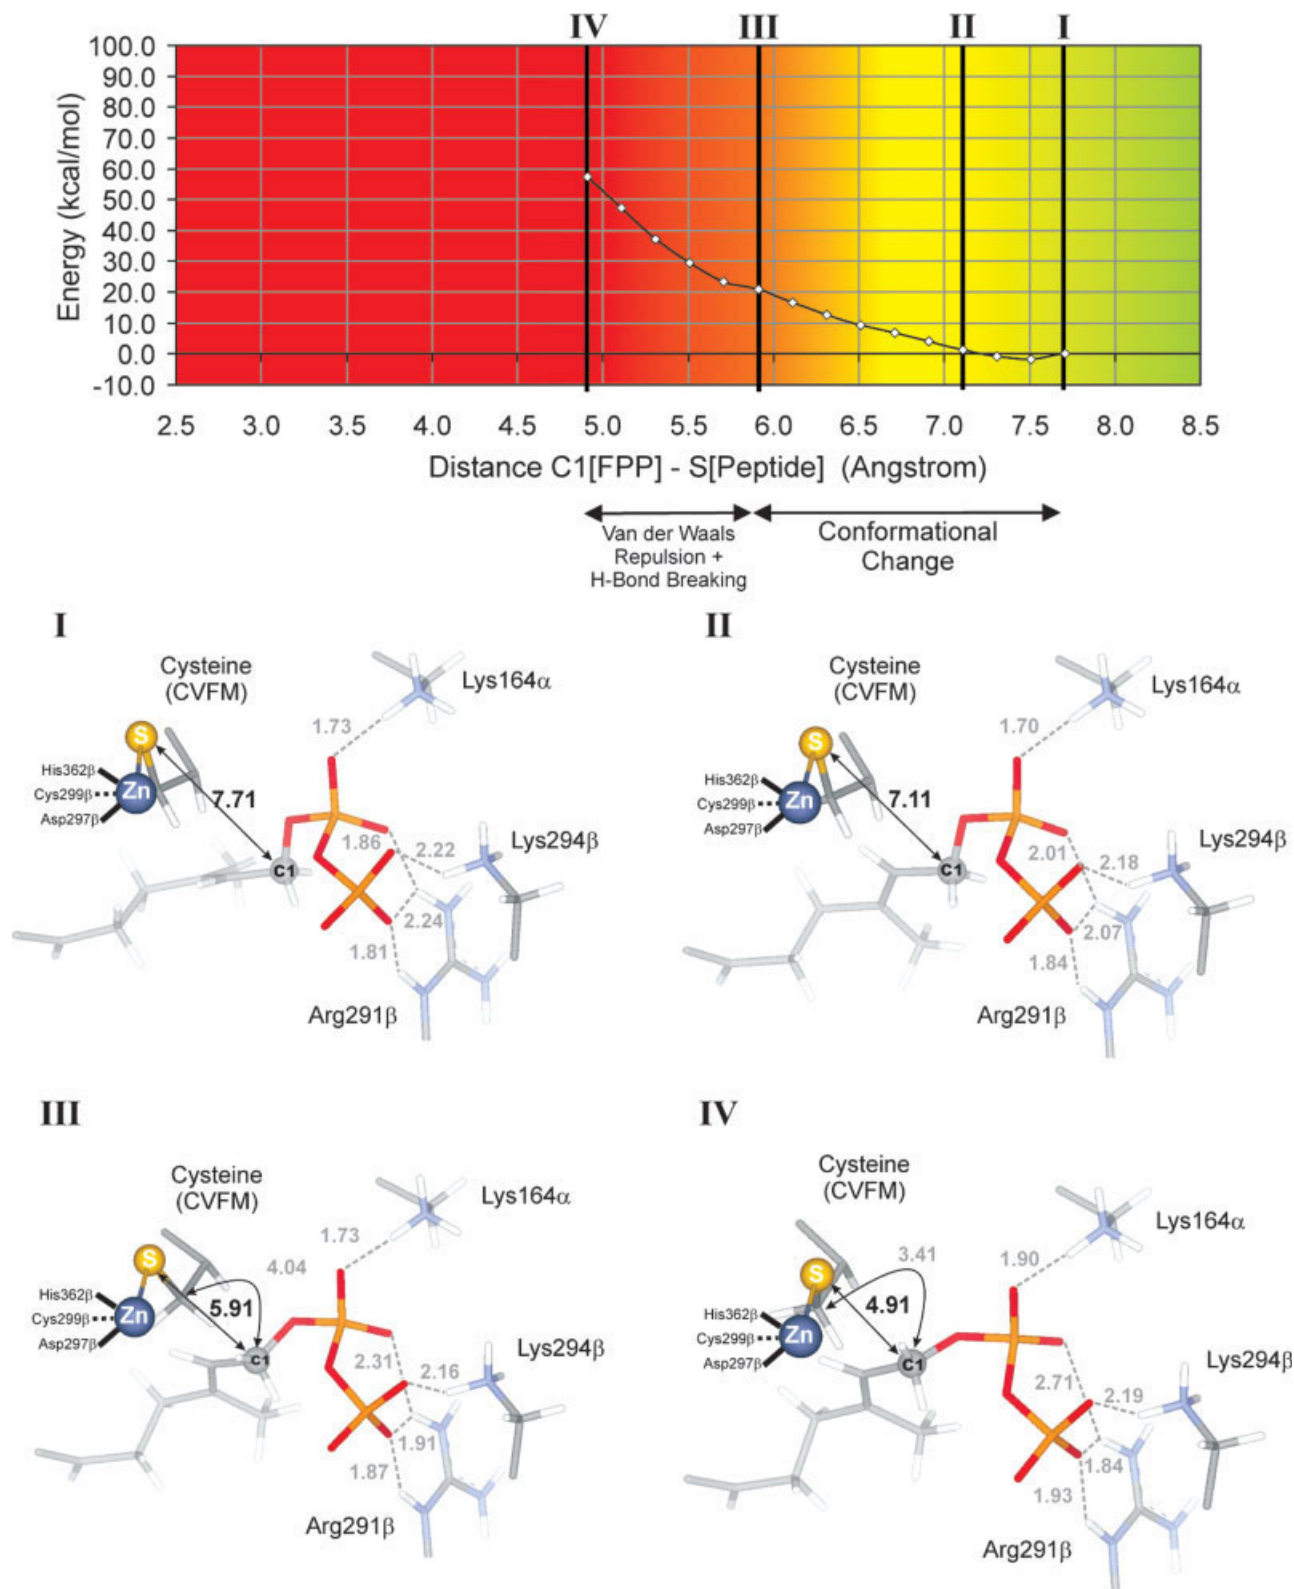 IV III II I
100.0
90.0
80.0
70.0
60.0
50.0
40.0
30.0
20.0
10.0
0.0
-10.0
Energy (kcal/mol)
2.5 3.0 3.5 4.0 4.5 5.0 5.5 6.0 6.5 7.0 7.5 8.0 8.5
Distance C1[FPP] - S[Peptide] (Angstrom)
Van der Waals
Repulsion +
H-Bond Breaking
Conformational
Change
I
Cysteine
(CVFM)
Lys164α
1.73
S
His362β
Cys299β
Asp297β
Zn
7.71
C1
1.86
2.22
Lys294β
2.24
1.81
Arg291β
II
Cysteine
(CVFM)
Lys164α
1.70
S
His362β
Cys299β
Asp297β
Zn
7.11
C1
2.01
2.18
Lys294β
2.07
1.84
Arg291β
III
Cysteine
(CVFM)
Lys164α
1.73
4.04
S
His362β
Cys299β
Asp297β
Zn
5.91
C1
2.31
2.16
Lys294β
1.91
1.87
Arg291β
IV
Cysteine
(CVFM)
Lys164α
3.41
1.90
S
His362β
Cys299β
Asp297β
Zn
4.91
C1
2.71
2.19
Lys294β
1.84
1.93
Arg291β